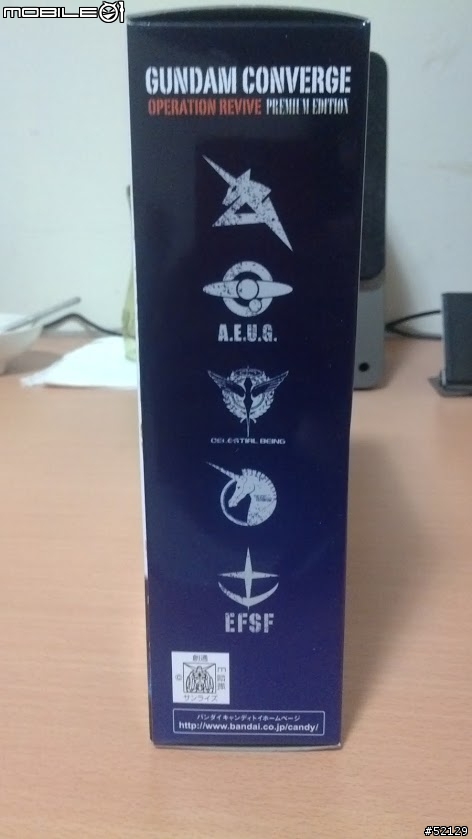 MOBILE01
GUNDAM CONVERGE
OPERATION REVIVE PREMIUM EDITION
A.E.U.G.
CELESTIAL BEING
EFSF
創通
©
サンライズ
バンダイキャンディトイホームページ
http://www.bandai.co.jp/candy/
#52129